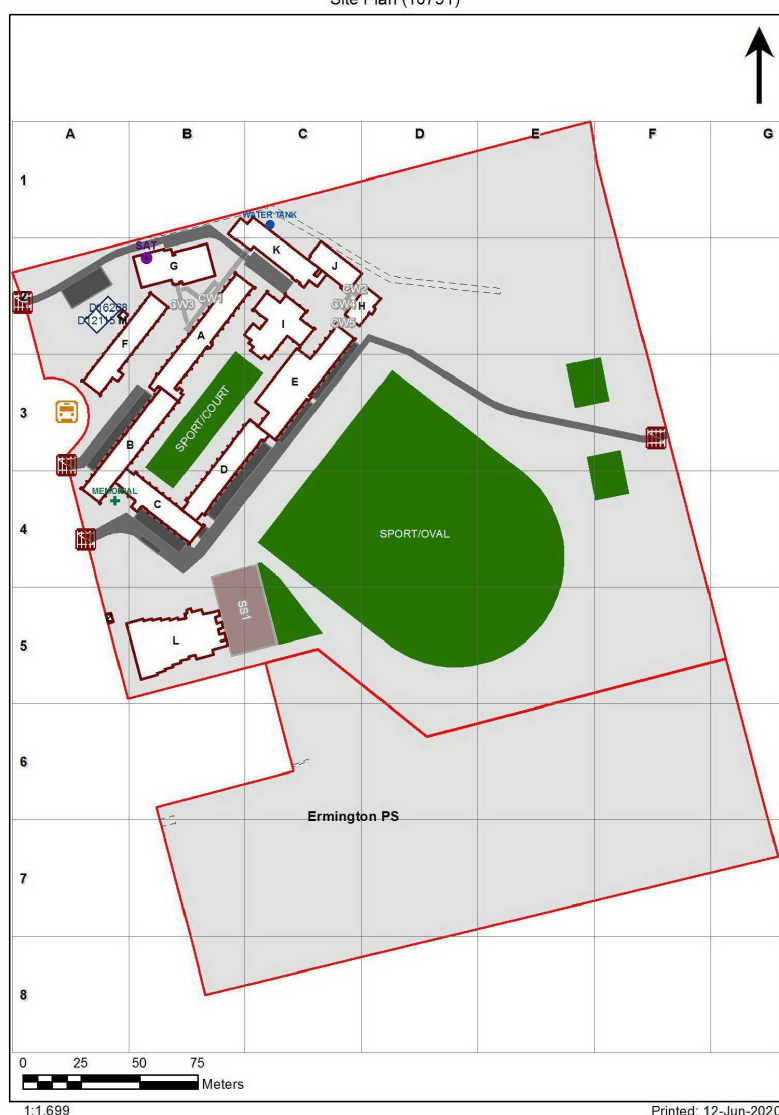 Site Plan (10751)
A B C D E F G
1
WATER TANK
SAT
K
G
J
2
CW2
D16288
CW1
CW3
CW4
H
D12115
M
CW5
A
I
F
E
3
SPORT/COURT
B
D
MEMORIAL
C
4
SPORT/OVAL
SS1
L
5
6
Ermington PS
7
8
0 25 50 75
Meters
1:1,699
Printed: 12-Jun-2020